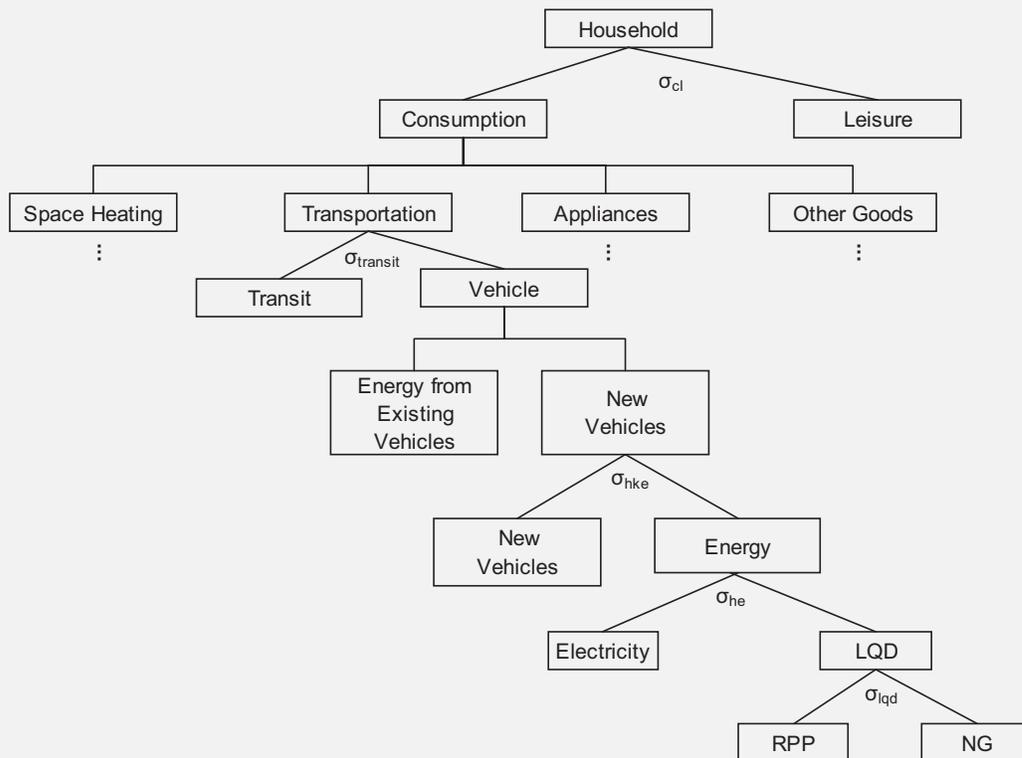 Household
σcl
Consumption
Leisure
Space Heating
Transportation
Appliances
Other Goods
⋮
⋮
⋮
σtransit
Transit
Vehicle
Energy from
Existing
Vehicles
New
Vehicles
σhke
New
Vehicles
Energy
σhe
Electricity
LQD
σlqd
RPP
NG